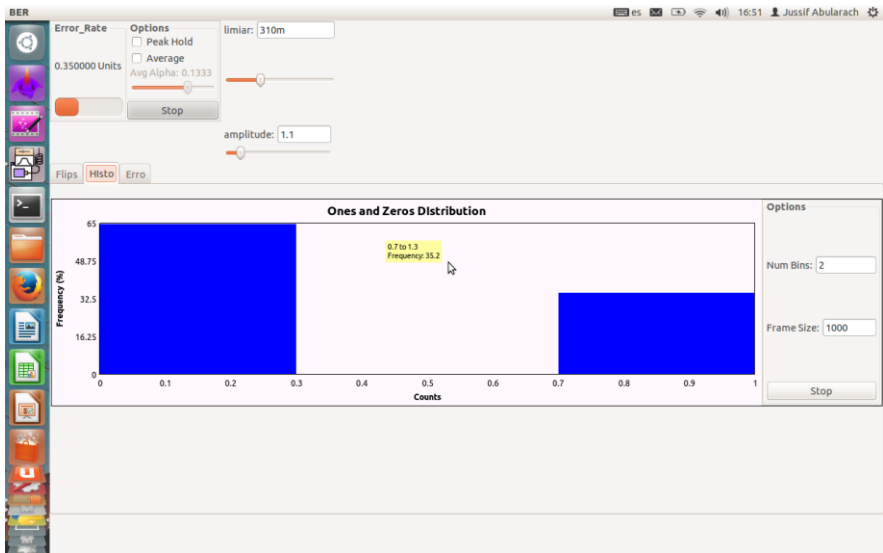 BER
es
16:51
Jussif Abularach
Error_Rate
0.350000 Units
Options
Peak Hold
Average
Avg Alpha: 0.1333
Stop
limiar: 310m
amplitude: 1.1
Flips
HIsto
Erro
Ones and Zeros DIstribution
Frequency (%)
65
48.75
32.5
16.25
0
0.7 to 1.3
Frequency: 35.2
0 0.1 0.2 0.3 0.4 0.5 0.6 0.7 0.8 0.9 1
Counts
Options
Num Bins: 2
Frame Size: 1000
Stop